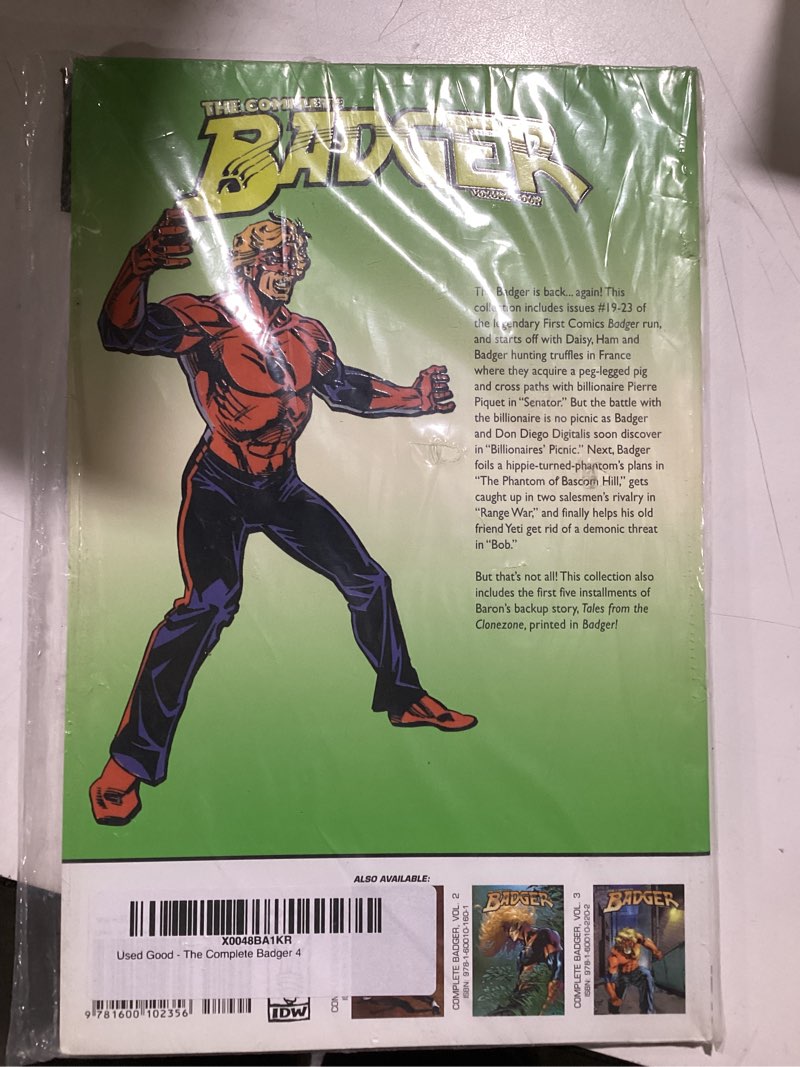 THE COMPLETE
BADGER
VOLUME FOUR
The Badger is back... again! This
collection includes issues #19-23 of
the legendary First Comics Badger run,
and starts off with Daisy, Ham and
Badger hunting truffles in France
where they acquire a peg-legged pig
and cross paths with billionaire Pierre
Piquet in “Senator.” But the battle with
the billionaire is no picnic as Badger
and Don Diego Digitalis soon discover
in “Billionaires’ Picnic.” Next, Badger
foils a hippie-turned-phantom’s plans in
“The Phantom of Bascom Hill,” gets
caught up in two salesmen’s rivalry in
“Range War,” and finally helps his old
friend Yeti get rid of a demonic threat
in “Bob.”
But that’s not all! This collection also
includes the first five installments of
Baron’s backup story, Tales from the
Clonezone, printed in Badger!
ALSO AVAILABLE:
X0048BA1KR
Used Good - The Complete Badger 4
9 781600 102356
IDW
COMPLETE BADGER, VOL. 2
ISBN: 978-1-60010-160-1
BADGER
COMPLETE BADGER, VOL. 3
ISBN: 978-1-60010-220-2
BADGER